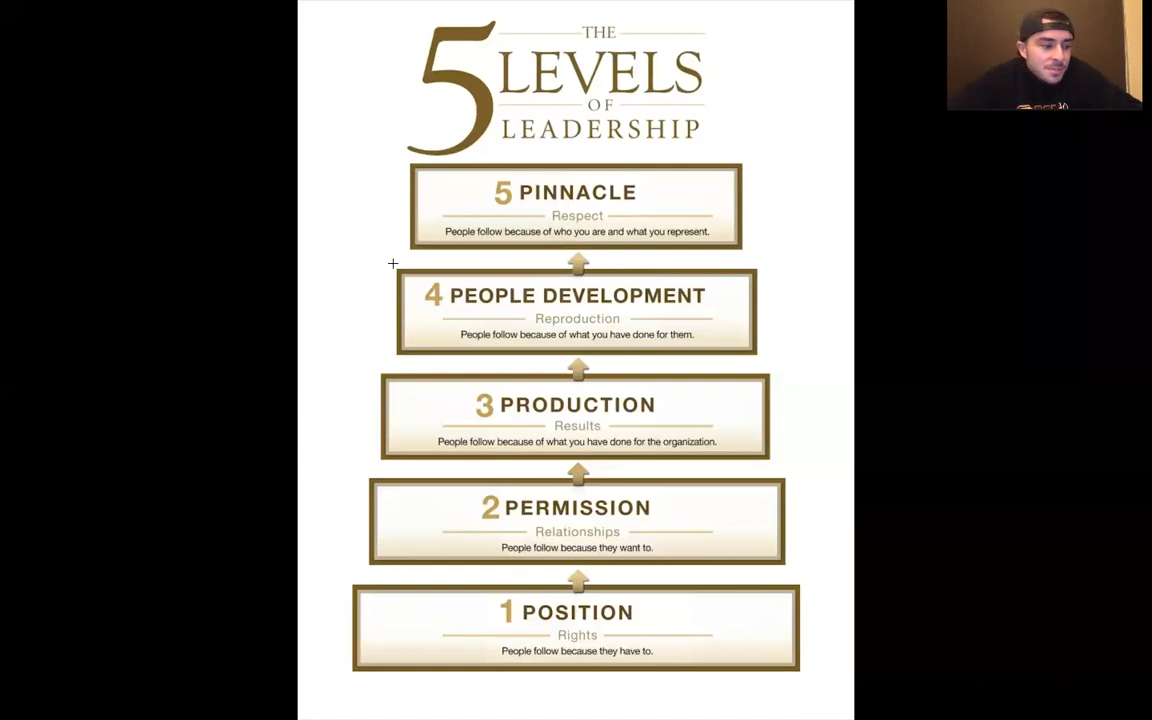 5
THE
LEVELS
OF
LEADERSHIP
5 PINNACLE
Respect
People follow because of who you are and what you represent.
4 PEOPLE DEVELOPMENT
Reproduction
People follow because of what you have done for them.
3 PRODUCTION
Results
People follow because of what you have done for the organization.
2 PERMISSION
Relationships
People follow because they want to.
1 POSITION
Rights
People follow because they have to.